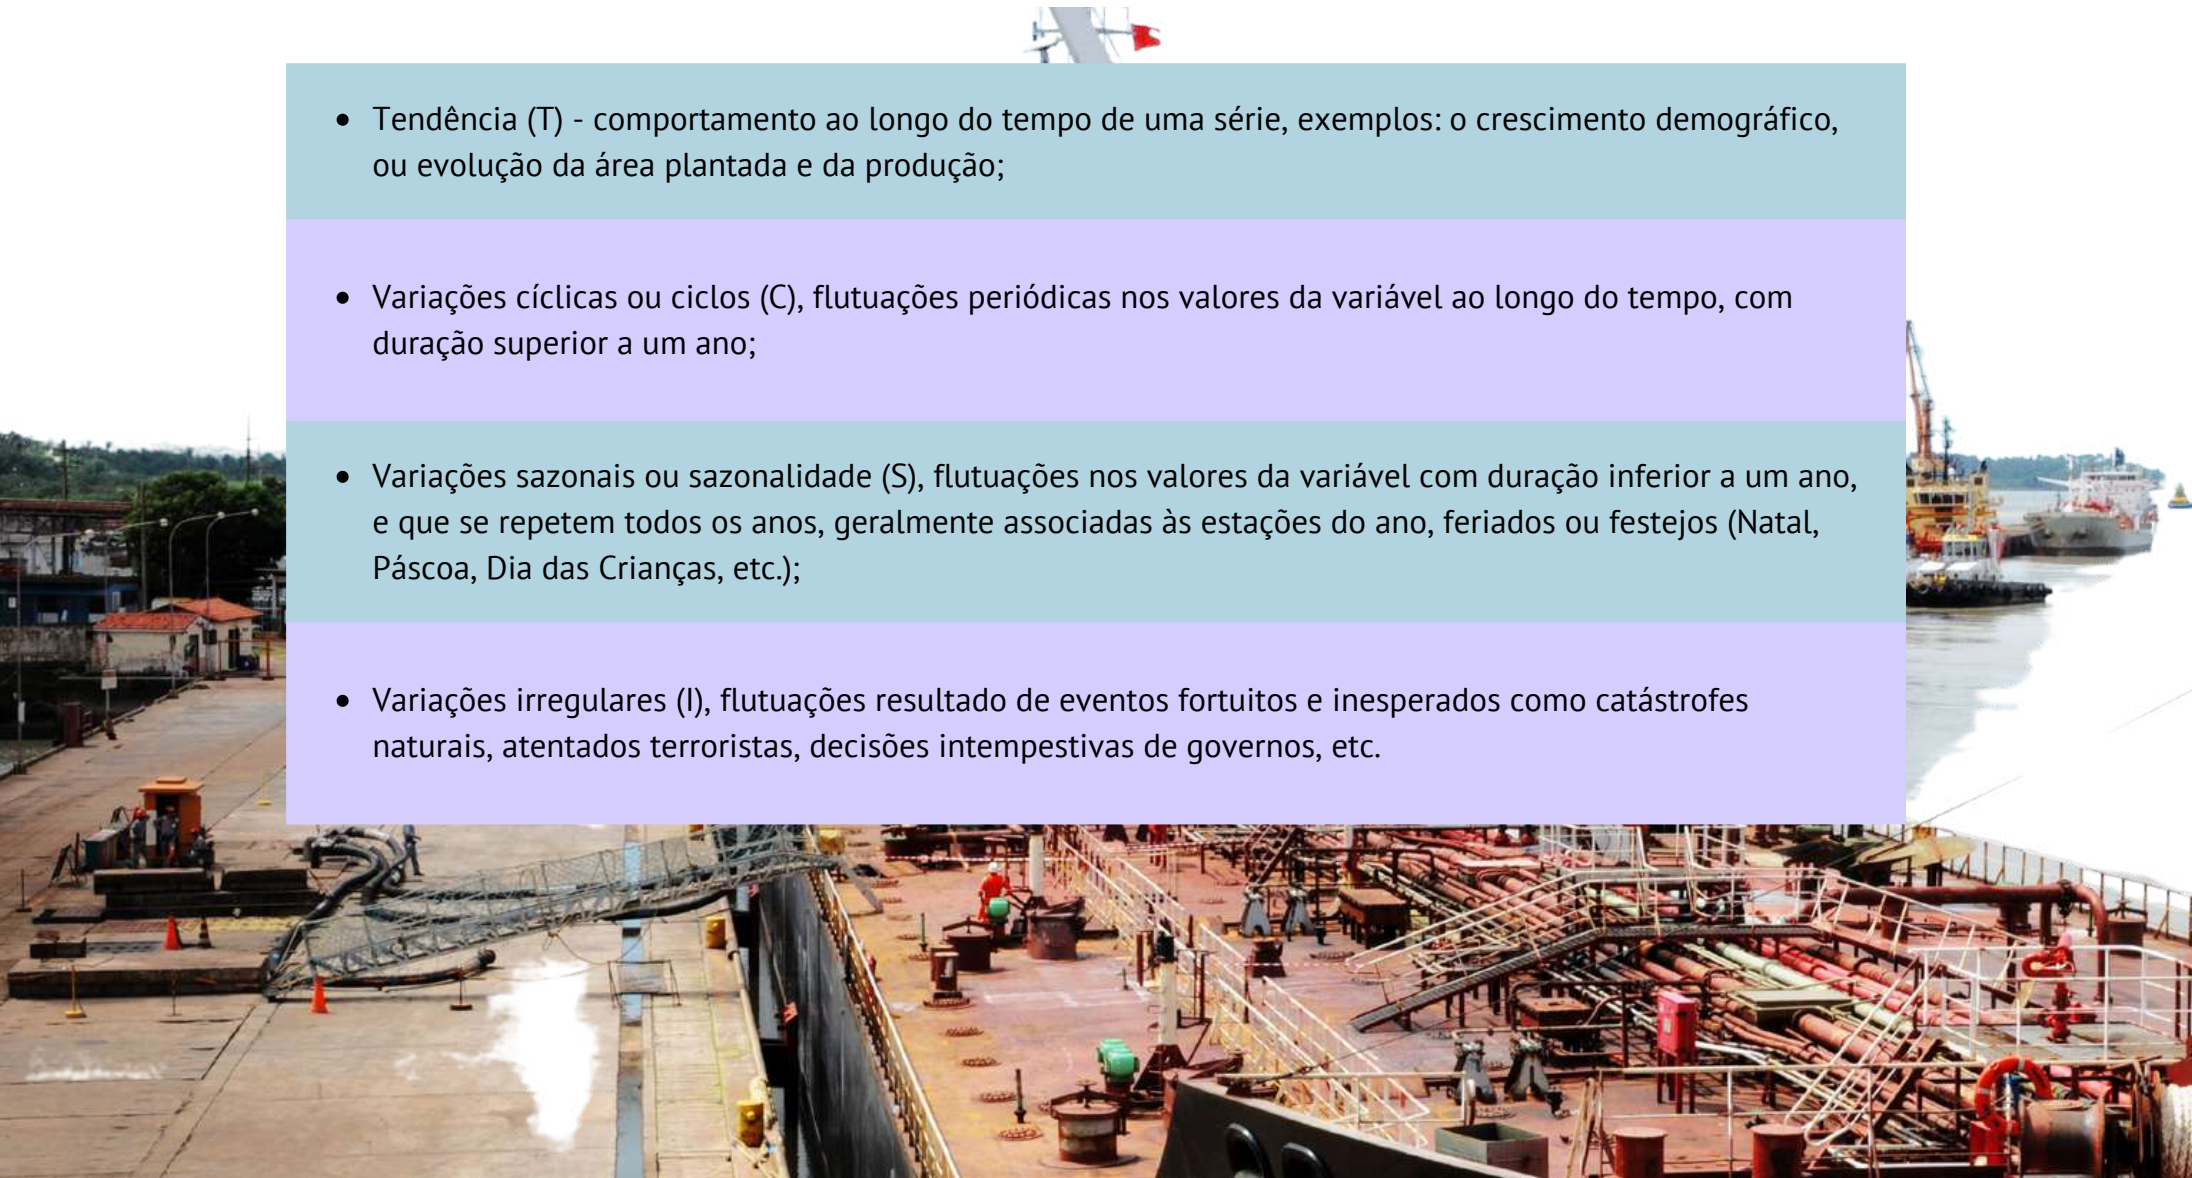 • Tendência (T) - comportamento ao longo do tempo de uma série, exemplos: o crescimento demográfico,
ou evolução da área plantada e da produção;
• Variações cíclicas ou ciclos (C), flutuações periódicas nos valores da variável ao longo do tempo, com
duração superior a um ano;
• Variações sazonais ou sazonalidade (S), flutuações nos valores da variável com duração inferior a um ano,
e que se repetem todos os anos, geralmente associadas às estações do ano, feriados ou festejos (Natal,
Páscoa, Dia das Crianças, etc.);
• Variações irregulares (I), flutuações resultado de eventos fortuitos e inesperados como catástrofes
naturais, atentados terroristas, decisões intempestivas de governos, etc.